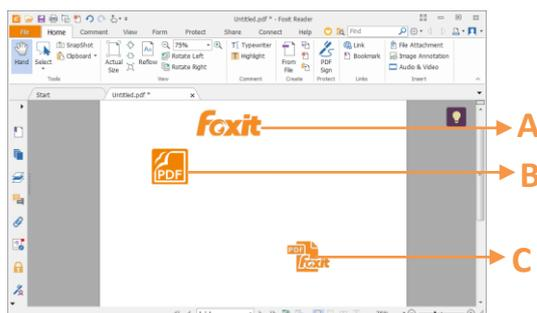 Untitled.pdf * - Foxit Reader
File Home Comment View Form Protect Share Connect Help Find
Hand Select SnapShot Clipboard Actual Size Reflow 75% Rotate Left Rotate Right Typewriter Highlight From File PDF Sign Link Bookmark File Attachment Image Annotation Audio & Video
Tools View Comment Create Protect Links Insert
Start Untitled.pdf * x
foxit A
PDF B
PDF foxit C
75%